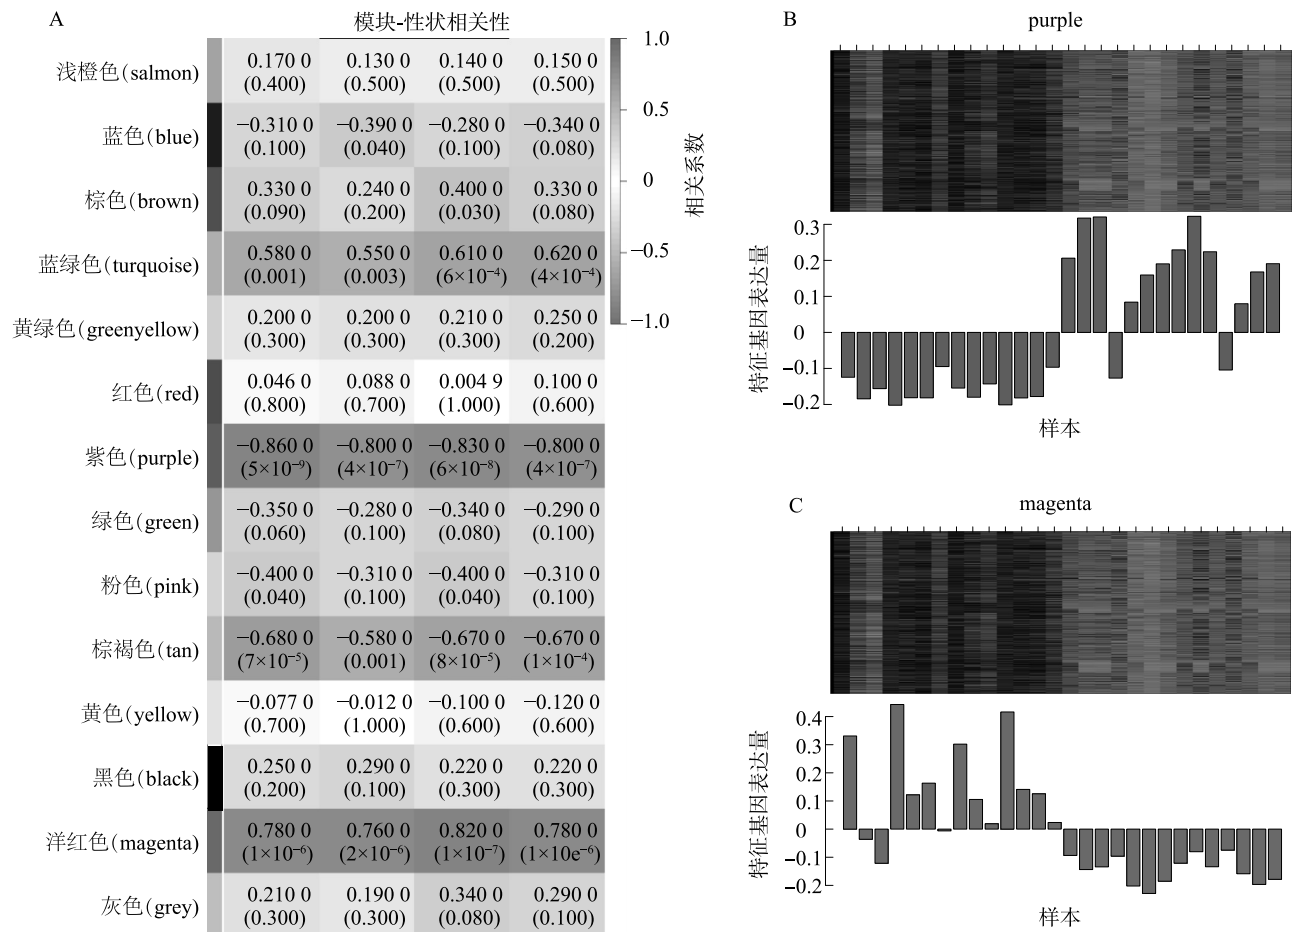 A
模块-性状相关性
浅橙色(salmon)
0.170 0 0.130 0 0.140 0 0.150 0
(0.400) (0.500) (0.500) (0.500)
蓝色(blue)
−0.310 0 −0.390 0 −0.280 0 −0.340 0
(0.100) (0.040) (0.100) (0.080)
棕色(brown)
0.330 0 0.240 0 0.400 0 0.330 0
(0.090) (0.200) (0.030) (0.080)
蓝绿色(turquoise)
0.580 0 0.550 0 0.610 0 0.620 0
(0.001) (0.003) (6×10⁻⁴) (4×10⁻⁴)
黄绿色(greenyellow)
0.200 0 0.200 0 0.210 0 0.250 0
(0.300) (0.300) (0.300) (0.200)
红色(red)
0.046 0 0.088 0 0.004 9 0.100 0
(0.800) (0.700) (1.000) (0.600)
紫色(purple)
−0.860 0 −0.800 0 −0.830 0 −0.800 0
(5×10⁻⁹) (4×10⁻⁷) (6×10⁻⁸) (4×10⁻⁷)
绿色(green)
−0.350 0 −0.280 0 −0.340 0 −0.290 0
(0.060) (0.100) (0.080) (0.100)
粉色(pink)
−0.400 0 −0.310 0 −0.400 0 −0.310 0
(0.040) (0.100) (0.040) (0.100)
棕褐色(tan)
−0.680 0 −0.580 0 −0.670 0 −0.670 0
(7×10⁻⁵) (0.001) (8×10⁻⁵) (1×10⁻⁴)
黄色(yellow)
−0.077 0 −0.012 0 −0.100 0 −0.120 0
(0.700) (1.000) (0.600) (0.600)
黑色(black)
0.250 0 0.290 0 0.220 0 0.220 0
(0.200) (0.100) (0.300) (0.300)
洋红色(magenta)
0.780 0 0.760 0 0.820 0 0.780 0
(1×10⁻⁶) (2×10⁻⁶) (1×10⁻⁷) (1×10e⁻⁶)
灰色(grey)
0.210 0 0.190 0 0.340 0 0.290 0
(0.300) (0.300) (0.080) (0.100)
1.0
0.5
0
−0.5
−1.0
相关系数
B
purple
0.3
0.2
0.1
0
−0.1
−0.2
特征基因表达量
样本
C
magenta
0.4
0.3
0.2
0.1
0
−0.1
−0.2
特征基因表达量
样本